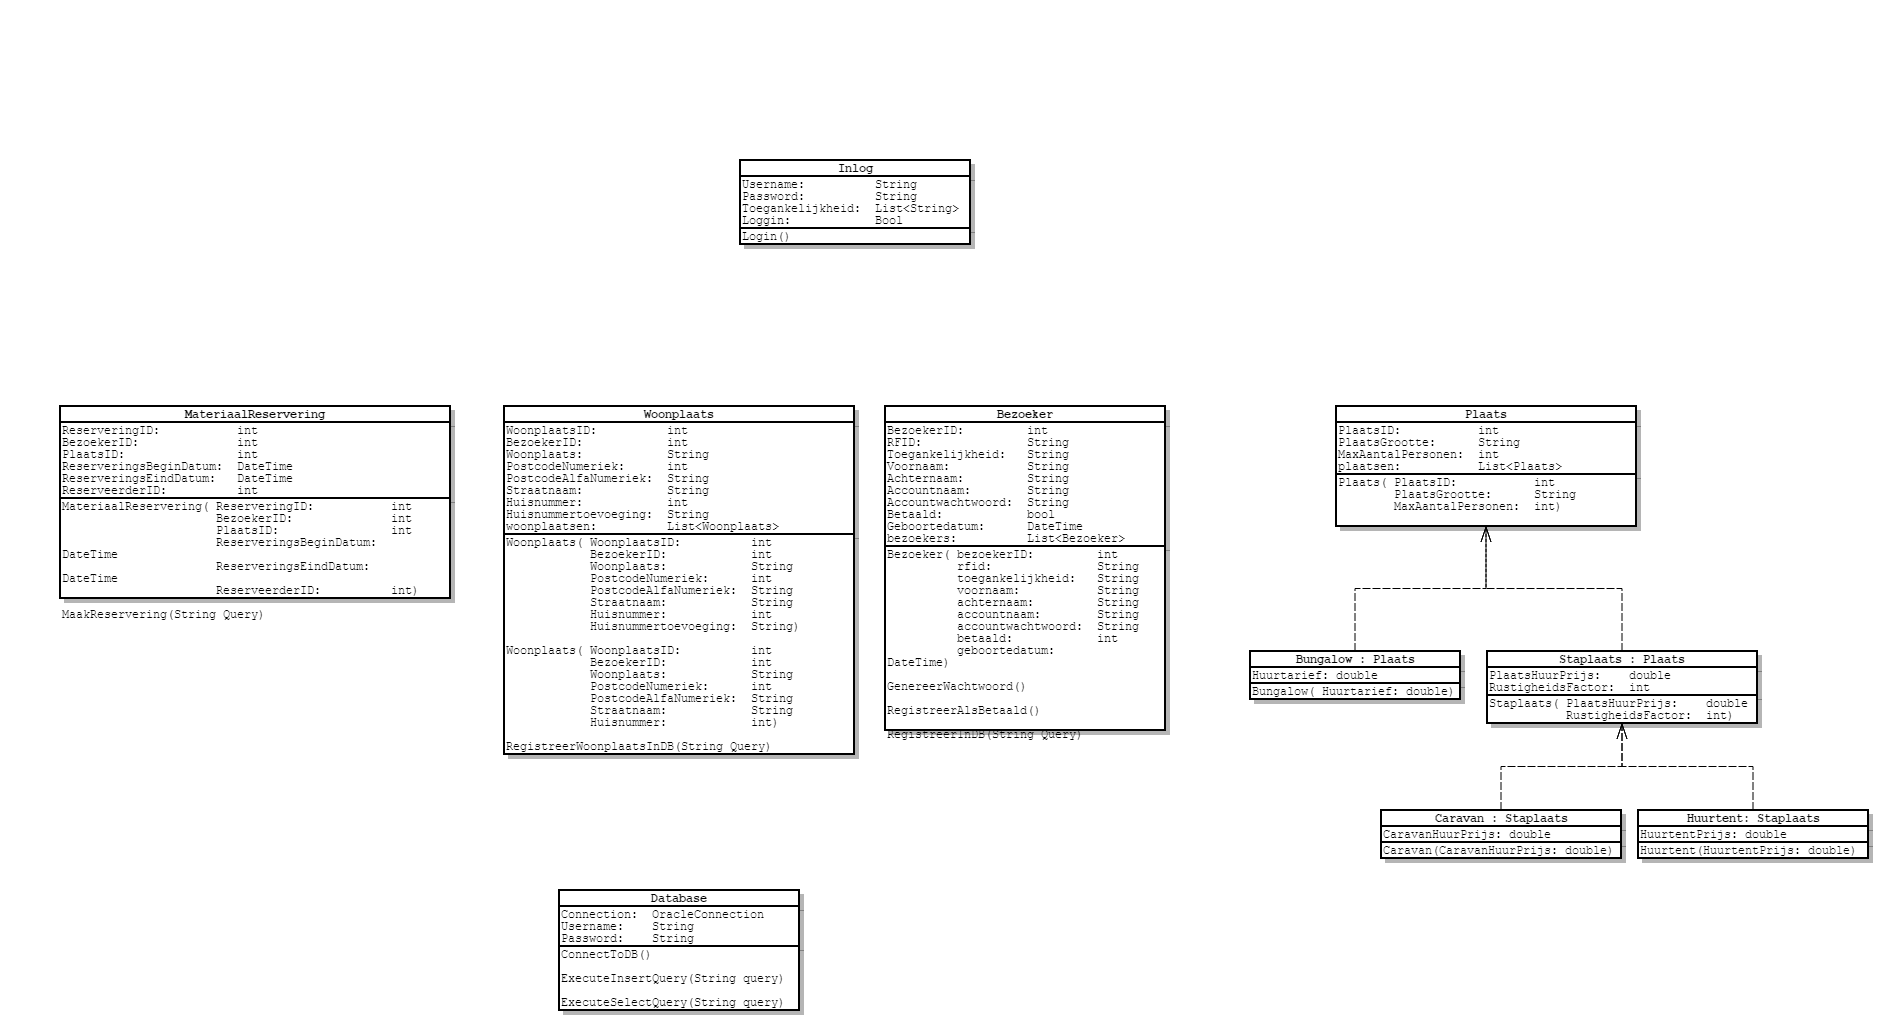 Inlog
Username: String
Password: String
Toegankelijkheid: List<String>
Loggin: Bool
Login()
MateriaalReservering
ReserveringID: int
BezoekerID: int
PlaatsID: int
ReserveringsBeginDatum: DateTime
ReserveringsEindDatum: DateTime
ReserveerderID: int
MateriaalReservering( ReserveringID: int
BezoekerID: int
PlaatsID: int
ReserveringsBeginDatum:
DateTime
ReserveringsEindDatum:
DateTime
ReserveerderID: int)
MaakReservering(String Query)
Woonplaats
WoonplaatsID: int
BezoekerID: int
Woonplaats: String
PostcodeNumeriek: int
PostcodeAlfaNumeriek: String
Straatnaam: String
Huisnummer: int
Huisnummertoevoeging: String
woonplaatsen: List<Woonplaats>
Woonplaats( WoonplaatsID: int
BezoekerID: int
Woonplaats: String
PostcodeNumeriek: int
PostcodeAlfaNumeriek: String
Straatnaam: String
Huisnummer: int
Huisnummertoevoeging: String)
Woonplaats( WoonplaatsID: int
BezoekerID: int
Woonplaats: String
PostcodeNumeriek: int
PostcodeAlfaNumeriek: String
Straatnaam: String
Huisnummer: int)
RegistreerWoonplaatsInDB(String Query)
Bezoeker
BezoekerID: int
RFID: String
Toegankelijkheid: String
Voornaam: String
Achternaam: String
Accountnaam: String
Accountwachtwoord: String
Betaald: bool
Geboortedatum: DateTime
bezoekers: List<Bezoeker>
Bezoeker( bezoekerID: int
rfid: String
toegankelijkheid: String
voornaam: String
achternaam: String
accountnaam: String
accountwachtwoord: String
betaald: int
geboortedatum:
DateTime)
GenereerWachtwoord()
RegistreerAlsBetaald()
RegistreerInDB(String Query)
Plaats
PlaatsID: int
PlaatsGrootte: String
MaxAantalPersonen: int
plaatsen: List<Plaats>
Plaats( PlaatsID: int
PlaatsGrootte: String
MaxAantalPersonen: int)
Bungalow : Plaats
Huurtarief: double
Bungalow( Huurtarief: double)
Staplaats : Plaats
PlaatsHuurPrijs: double
RustigheidsFactor: int
Staplaats( PlaatsHuurPrijs: double
RustigheidsFactor: int)
Caravan : Staplaats
CaravanHuurPrijs: double
Caravan(CaravanHuurPrijs: double)
Huurtent: Staplaats
HuurtentPrijs: double
Huurtent(HuurtentPrijs: double)
Database
Connection: OracleConnection
Username: String
Password: String
ConnectToDB()
ExecuteInsertQuery(String query)
ExecuteSelectQuery(String query)